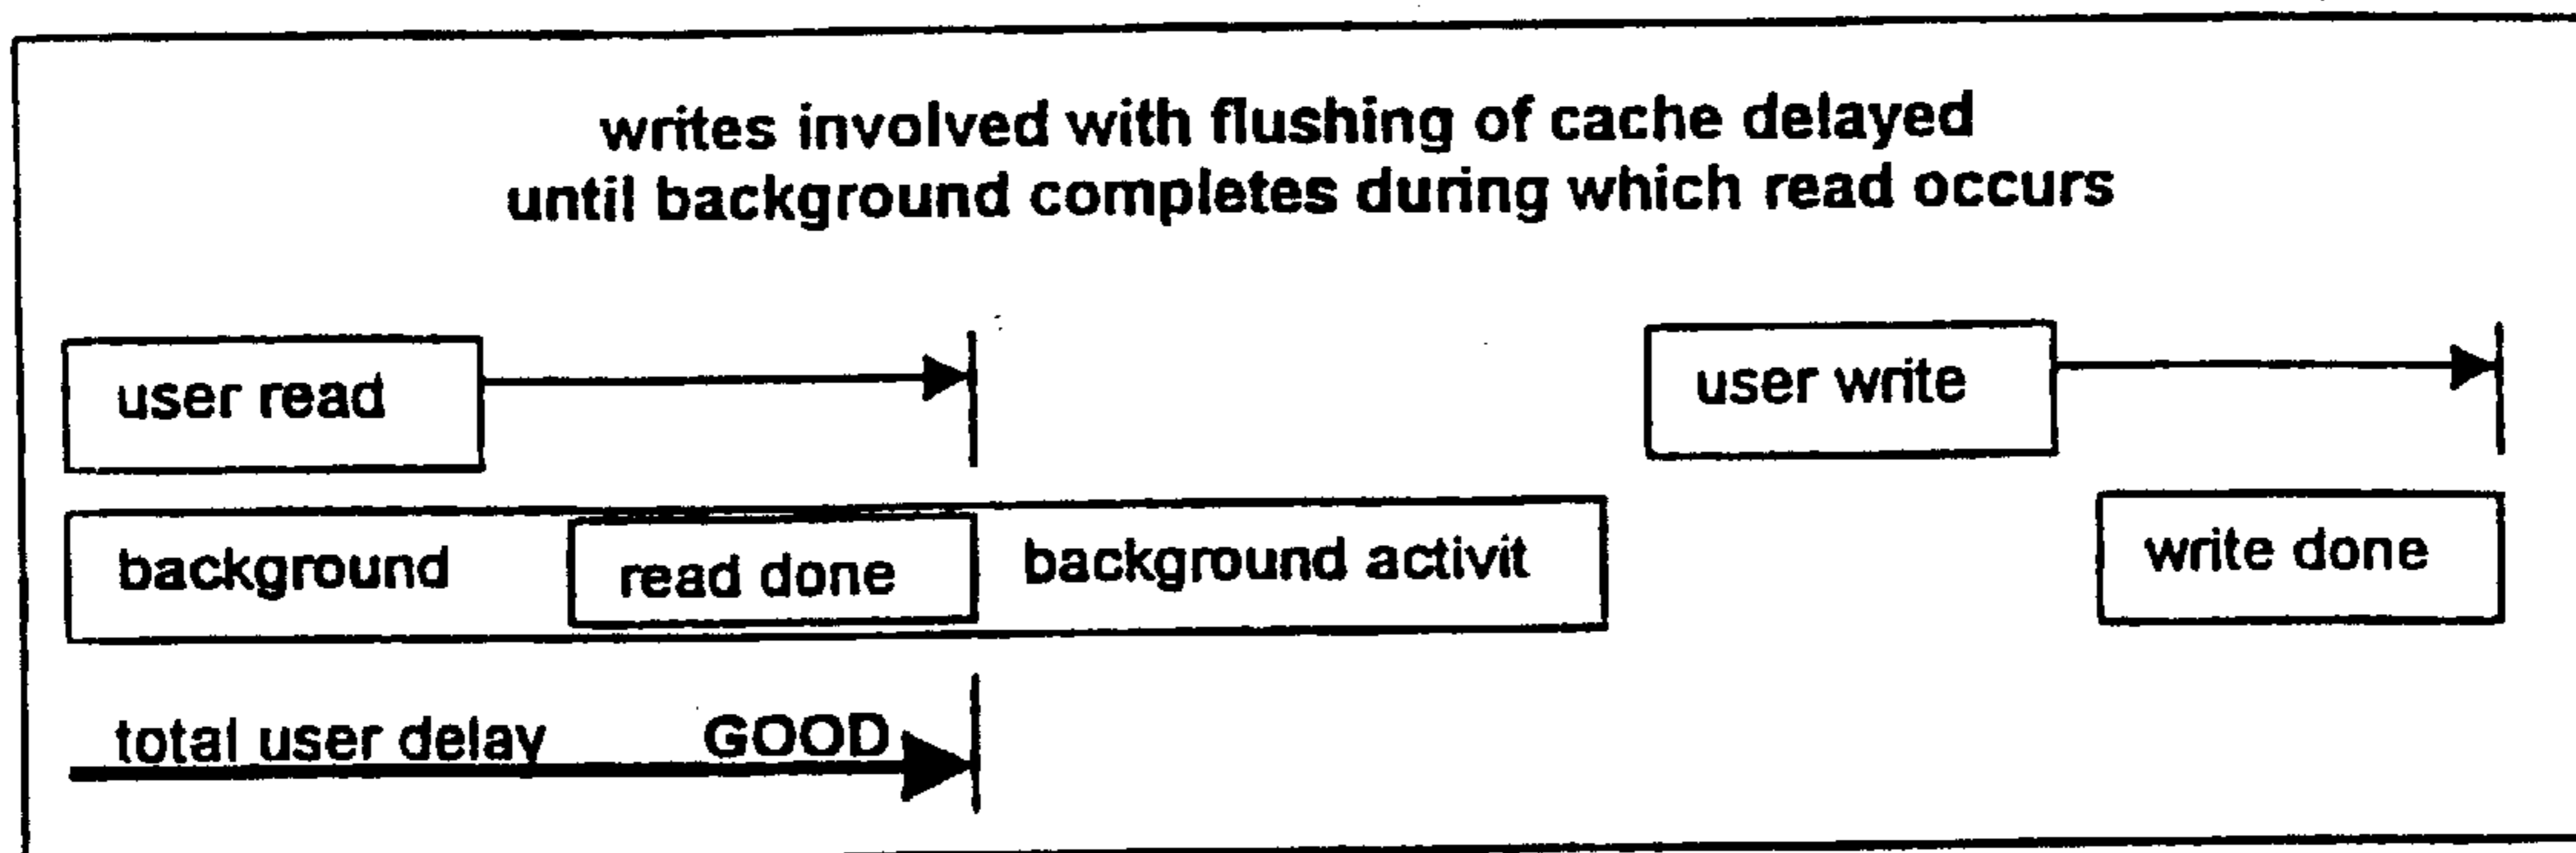 writes involved with flushing of cache delayed
until background completes during which read occurs
user read
user write
background
read done
background activit
write done
total user delay
GOOD